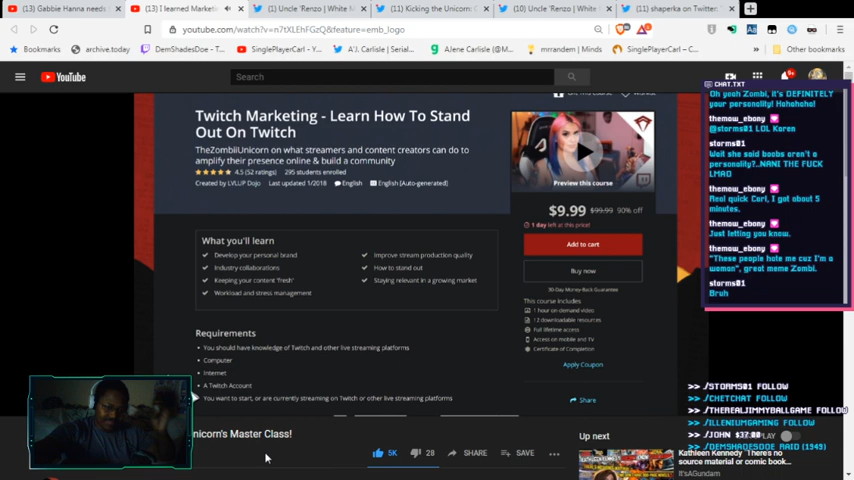 (13) Gabbie Hanna needs
(13) I learned Market
(1) Uncle 'Renzo | White M
(11) Kicking the Unicorn:
(10) Uncle 'Renzo | White
(11) shaperka on Twitter:
youtube.com/watch?v=n7tXLEhFGzQ&feature=emb_logo
Bookmarks
archive.today
DemShadesDoe - T...
SinglePlayerCarl - Y...
A.J. Carlisle | Serial...
AJene Carlisle (@M...
mrrandem | Minds
SinglePlayerCarl – C...
YouTube
Search
9+
CHAT.TXT
Oh yeah Zombi, it's DEFINITELY
your personality! Hahahaha!
themow_ebony
@storms01 LOL Karen
storms01
Wait she said boobs aren't a
personality?..NANI THE FUCK
LMAO
themow_ebony
Real quick Carl, I got about 5
minutes.
themow_ebony
Just letting you know.
themow_ebony
"These people hate me cuz I'm a
woman", great meme Zombi.
storms01
Bruh
Twitch Marketing - Learn How To Stand
Out On Twitch
TheZombiiUnicorn on what streamers and content creators can do to
amplify their presence online & build a community
4.5 (52 ratings) 295 students enrolled
Created by LVLUP Dojo Last updated 1/2018 English English [Auto-generated]
Preview this course
$9.99 $99.99 90% off
1 day left at this price!
Add to cart
Buy now
30-Day Money-Back Guarantee
This course includes
1 hour on-demand video
12 downloadable resources
Full lifetime access
Access on mobile and TV
Certificate of Completion
Apply Coupon
Share
What you'll learn
Develop your personal brand
Improve stream production quality
Industry collaborations
How to stand out
Keeping your content 'fresh'
Staying relevant in a growing market
Workload and stress management
Requirements
You should have knowledge of Twitch and other live streaming platforms
Computer
Internet
A Twitch Account
You want to start, or are currently streaming on Twitch or other live streaming platforms
>> ./STORMS01 FOLLOW
>> ./CHETCHAT FOLLOW
>> ./THEREALJIMMYBALLGAME FOLLOW
>> ./ILLENIUMGAMING FOLLOW
>> ./JOHN $37.00
>> ./DEMSHADESDOE RAID (1545)
nicorn's Master Class!
5K
28
SHARE
SAVE
Up next
Kathleen Kennedy: There's no
source material or comic book...
It'sAGundam